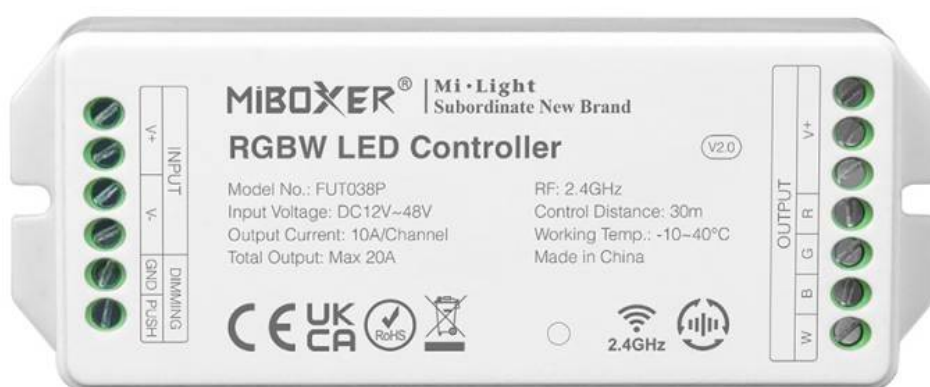 MiBOXER® Mi·Light
Subordinate New Brand
RGBW LED Controller
V2.0
Model No.: FUT038P
Input Voltage: DC12V~48V
Output Current: 10A/Channel
Total Output: Max 20A
RF: 2.4GHz
Control Distance: 30m
Working Temp.: -10~40°C
Made in China
CE
UK
CA
RoHS
2.4GHz
INPUT
V+
V-
DIMMING
GND
PUSH
OUTPUT
V+
R
G
B
W